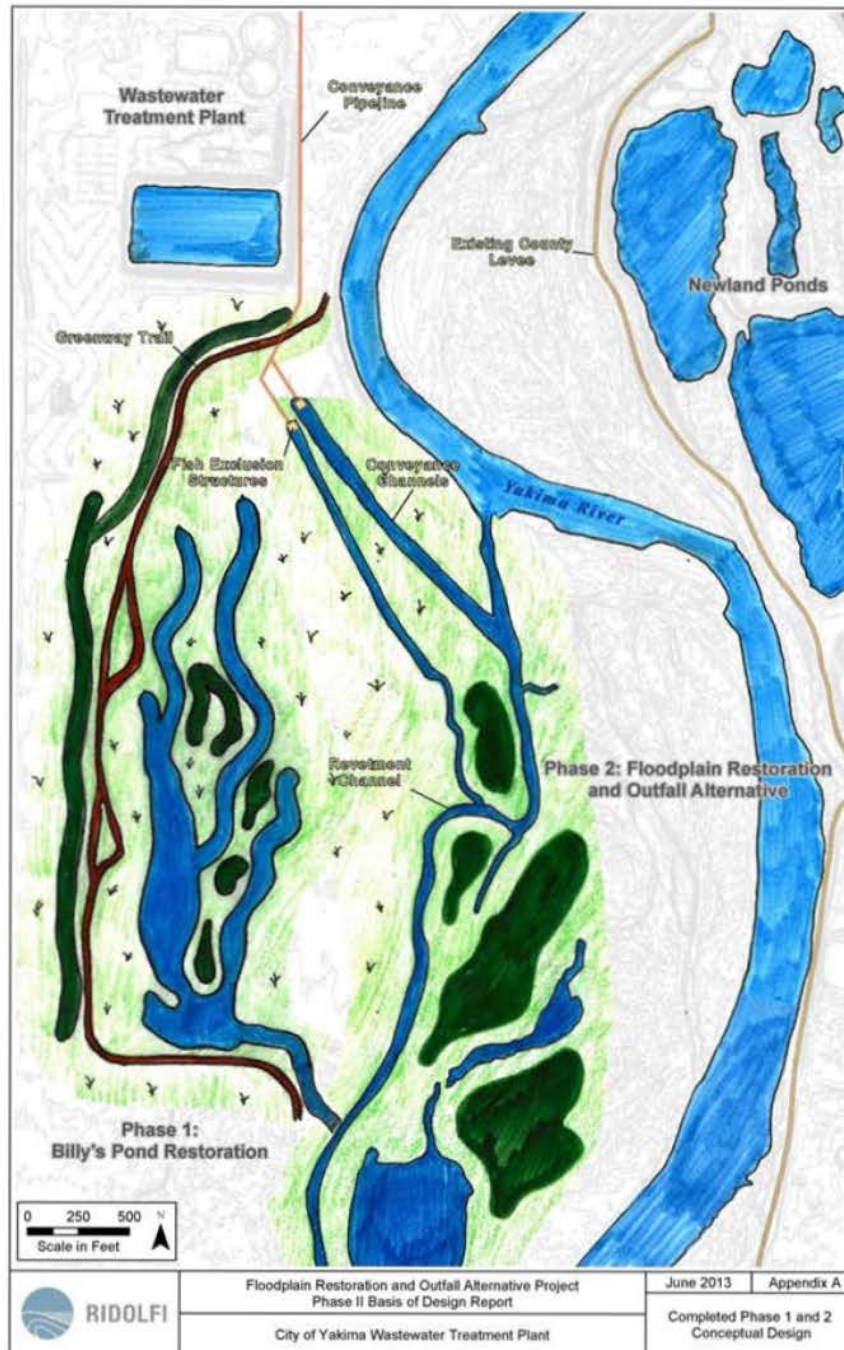 Wastewater
Treatment Plant
Conveyance
Pipeline
Existing County
Levee
Newland Ponds
Greenway Trail
Fish Exclusion
Structures
Conveyance
Channels
Yakima River
Revetment
Channel
Phase 2: Floodplain Restoration
and Outfall Alternative
Phase 1:
Billy's Pond Restoration
0 250 500
Scale in Feet
N
RIDOLFI
Floodplain Restoration and Outfall Alternative Project
Phase II Basis of Design Report
City of Yakima Wastewater Treatment Plant
June 2013
Appendix A
Completed Phase 1 and 2
Conceptual Design